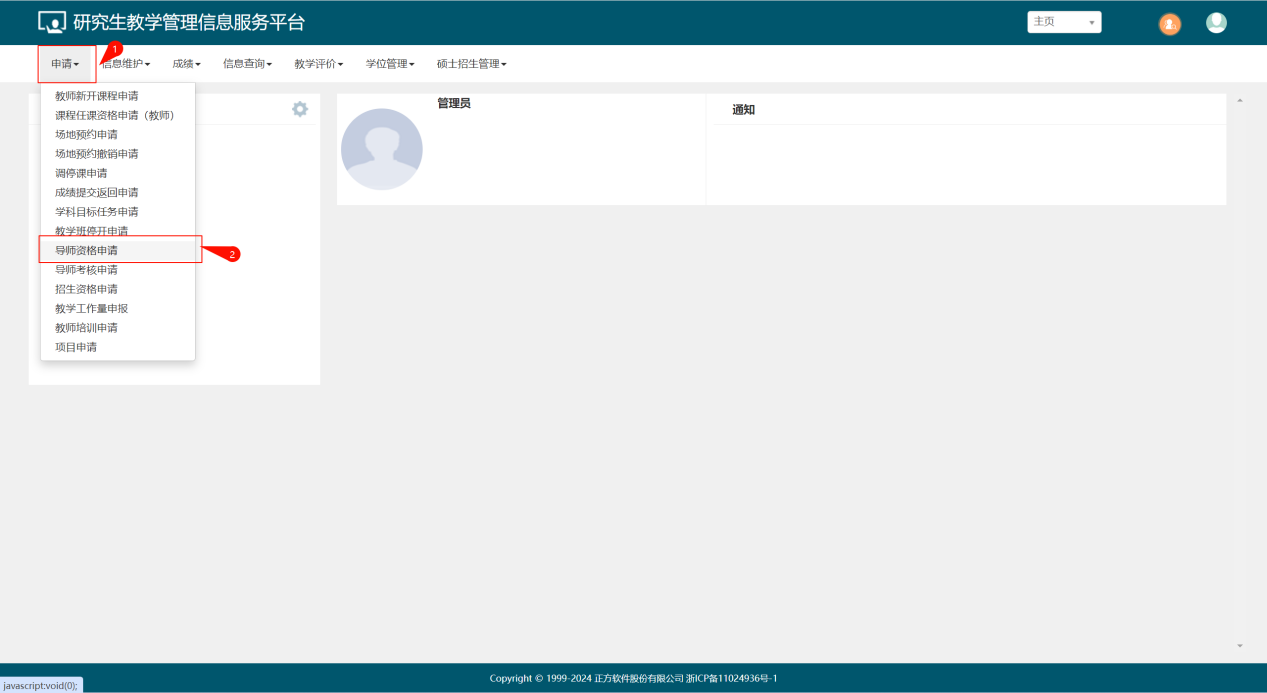 研究生教学管理信息服务平台
主页
申请 信息维护 成绩 信息查询 教学评价 学位管理 硕士招生管理
1
教师新开课程申请
课程任课资格申请（教师）
场地预约申请
场地预约撤销申请
调停课申请
成绩提交返回申请
学科目标任务申请
教学班停开申请
导师资格申请
2
导师考核申请
招生资格申请
教学工作量申报
教师培训申请
项目申请
管理员
通知
Copyright © 1999-2024 正方软件股份有限公司 浙ICP备11024936号-1
javascript:void(0);